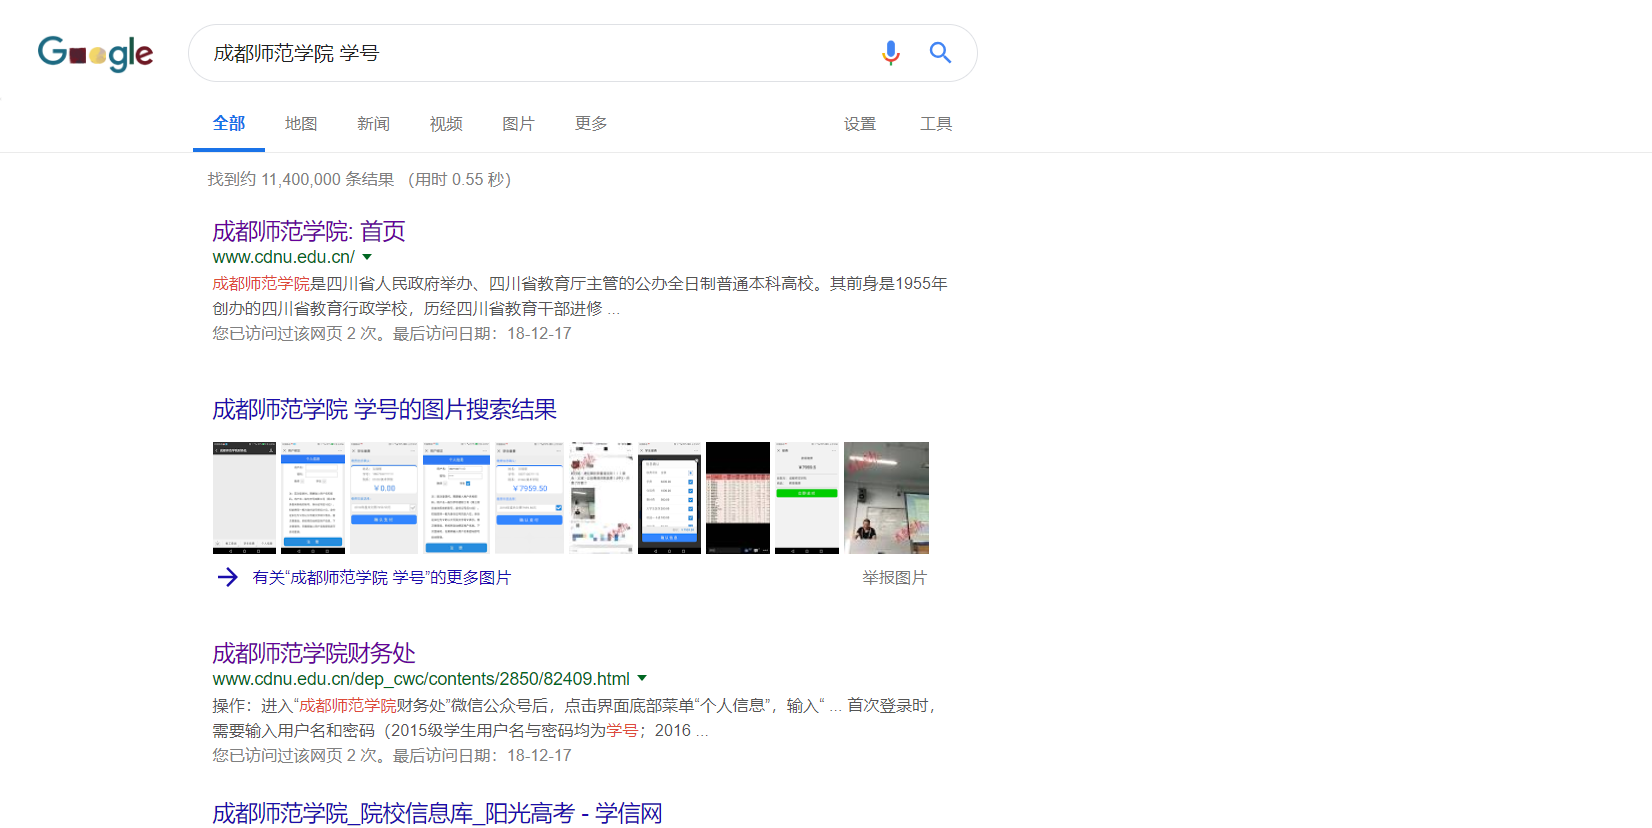 Google
成都师范学院 学号
全部 地图 新闻 视频 图片 更多 设置 工具
找到约 11,400,000 条结果 （用时 0.55 秒）
成都师范学院: 首页
www.cdnu.edu.cn/
成都师范学院是四川省人民政府举办、四川省教育厅主管的公办全日制普通本科高校。其前身是1955年
创办的四川省教育行政学校，历经四川省教育干部进修 ...
您已访问过该网页 2 次。最后访问日期：18-12-17
成都师范学院 学号的图片搜索结果
￥0.00
￥7959.50
有关“成都师范学院 学号”的更多图片 举报图片
成都师范学院财务处
www.cdnu.edu.cn/dep_cwc/contents/2850/82409.html
操作：进入“成都师范学院财务处”微信公众号后，点击界面底部菜单“个人信息”，输入“ ... 首次登录时，
需要输入用户名和密码（2015级学生用户名与密码均为学号；2016 ...
您已访问过该网页 2 次。最后访问日期：18-12-17
成都师范学院_院校信息库_阳光高考 - 学信网